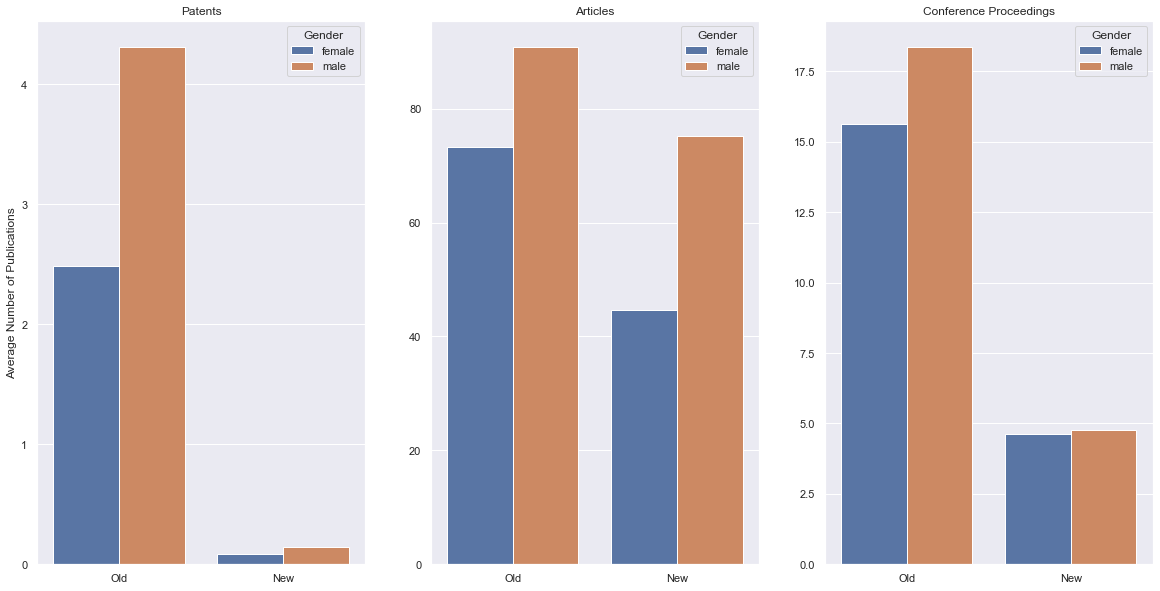 Patents
Gender
female
male
4
3
2
1
0
Average Number of Publications
Old
New
Articles
Gender
female
male
80
60
40
20
0
Old
New
Conference Proceedings
Gender
female
male
17.5
15.0
12.5
10.0
7.5
5.0
2.5
0.0
Old
New